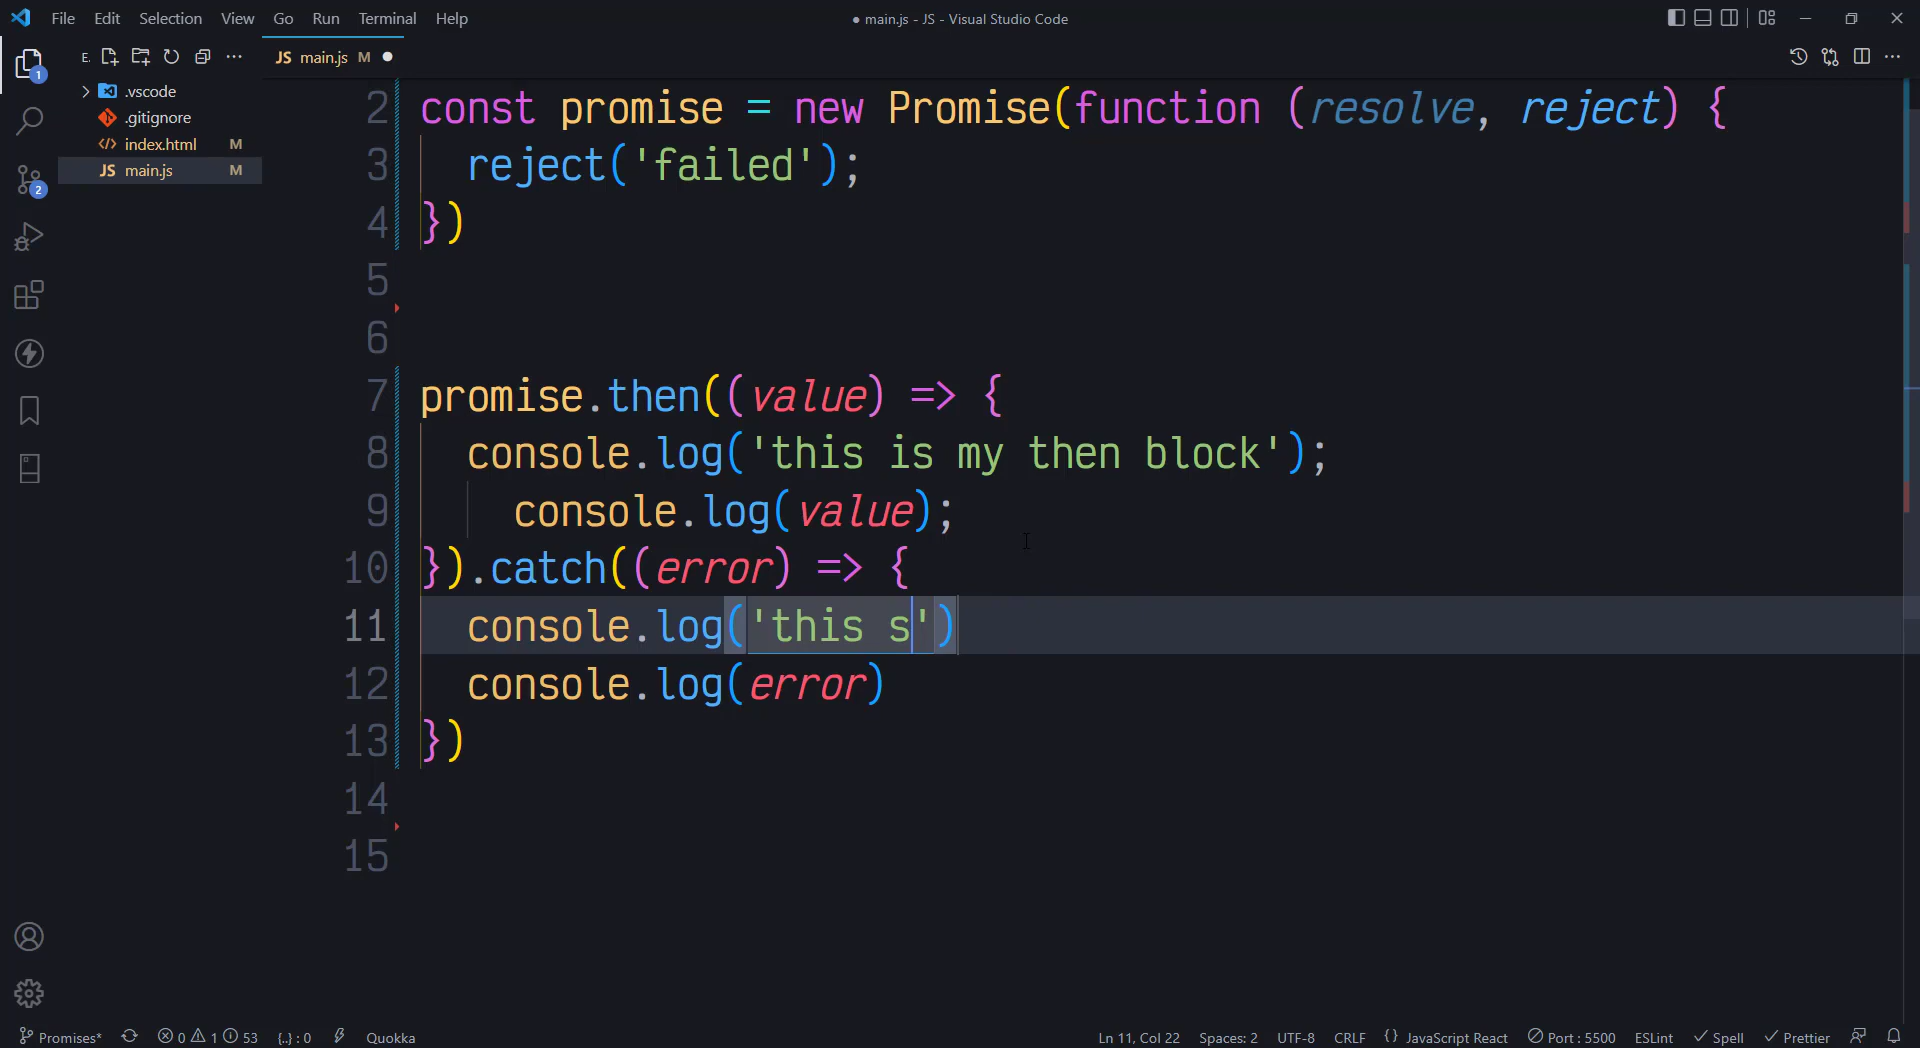 File Edit Selection View Go Run Terminal Help
● main.js - JS - Visual Studio Code
E.
JS main.js M
1
.vscode
.gitignore
index.html M
JS main.js M
2
2 const promise = new Promise(function (resolve, reject) {
3 reject('failed');
4 })
5
6
7 promise.then((value) => {
8 console.log('this is my then block');
9 console.log(value);
10 }).catch((error) => {
11 console.log('this s')
12 console.log(error)
13 })
14
15
Promises* 0 1 53 {..} : 0 Quokka
Ln 11, Col 22 Spaces: 2 UTF-8 CRLF { } JavaScript React Port : 5500 ESLint Spell Prettier